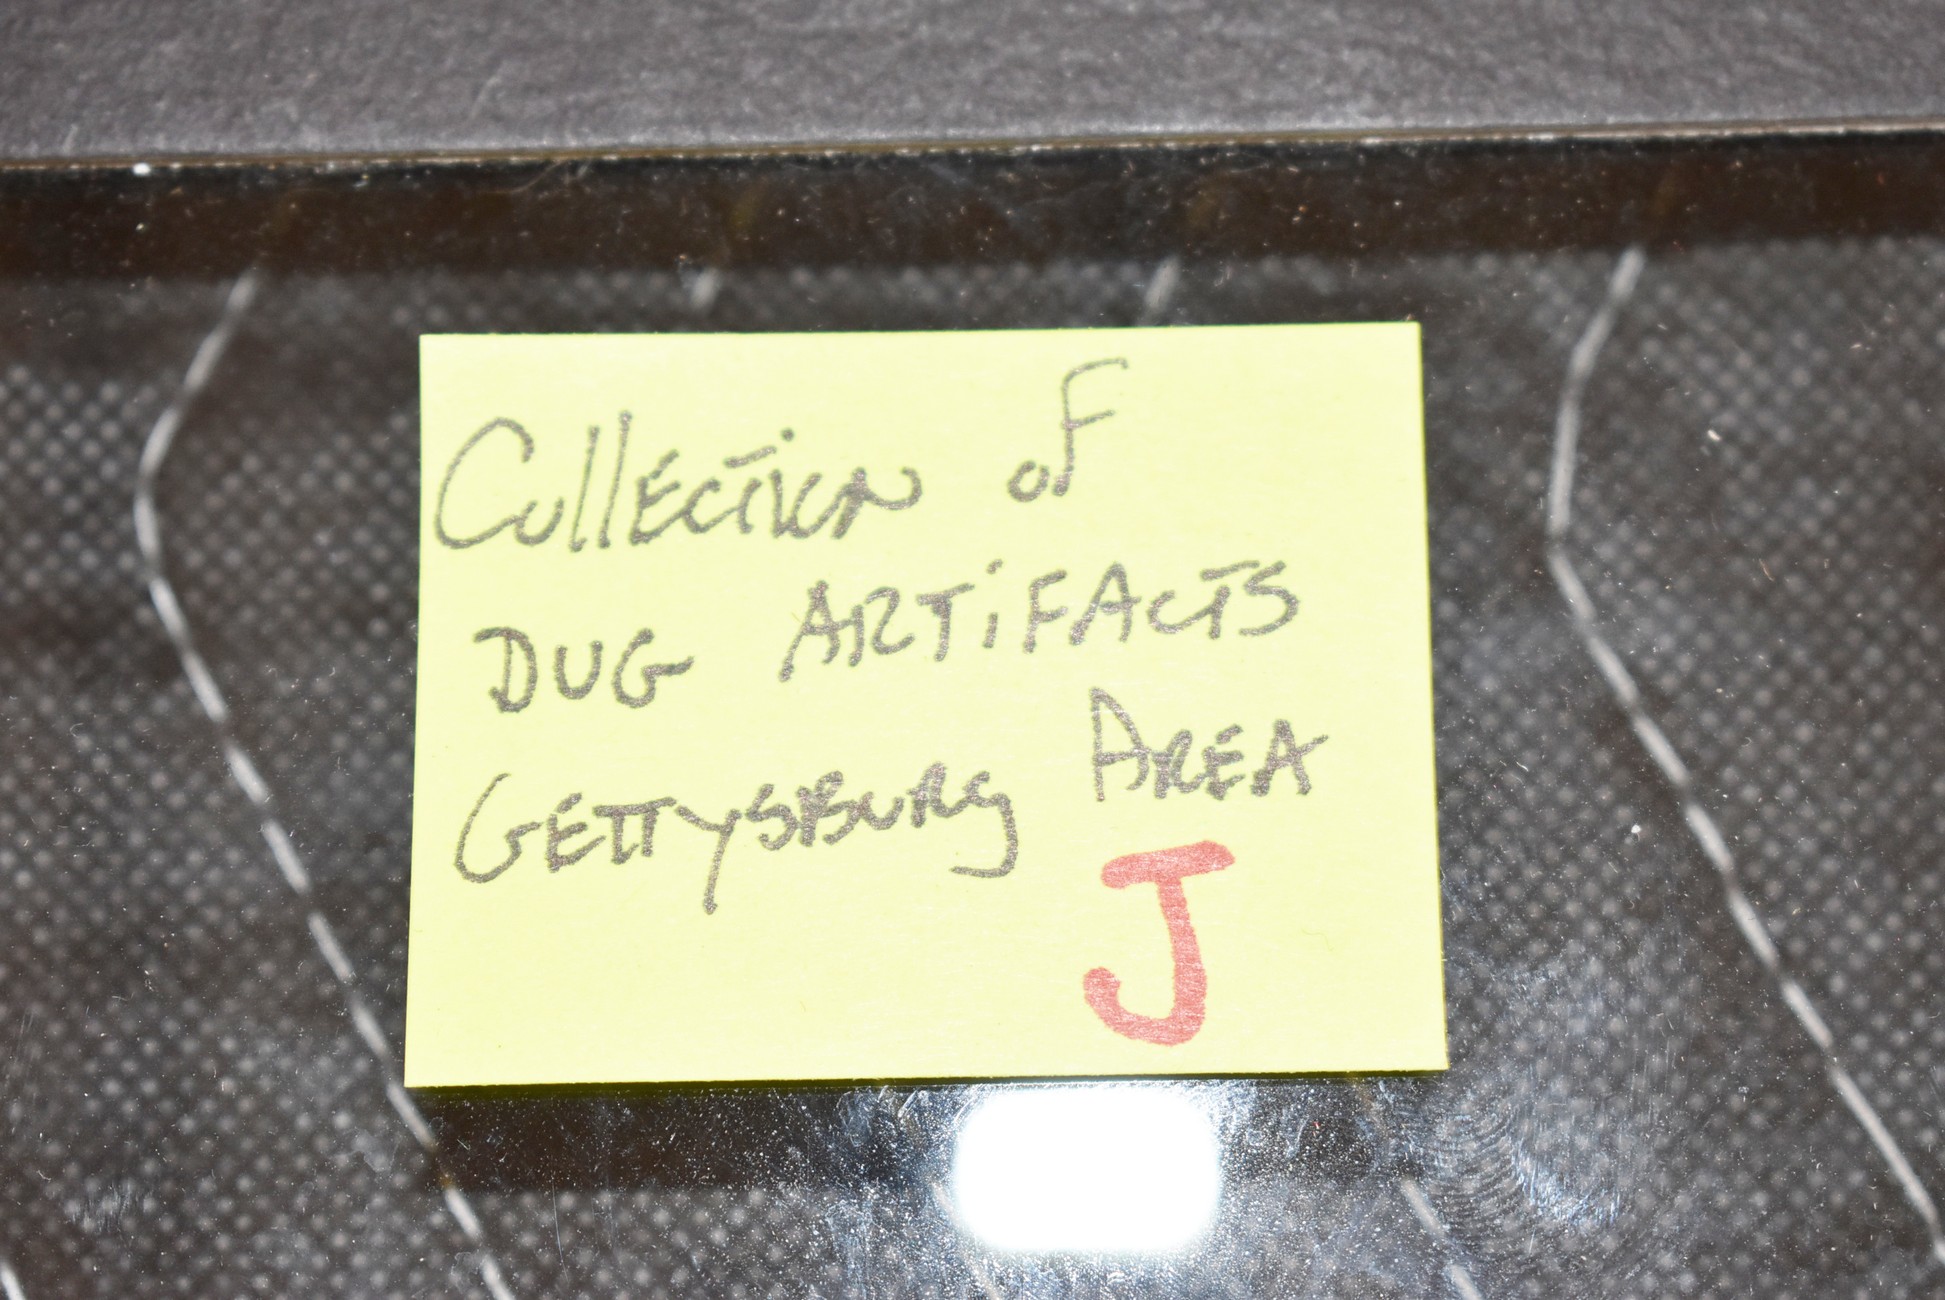 Collection of
DUG ARTiFACTS
GETTYSBURg AREA
J